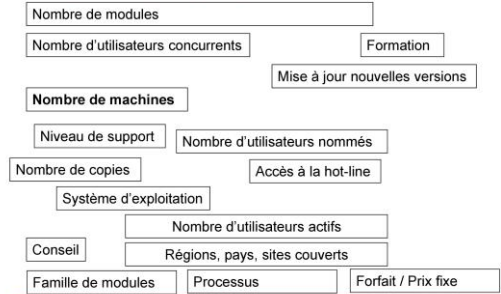 Nombre de modules
Nombre d'utilisateurs concurrents
Formation
Mise à jour nouvelles versions
Nombre de machines
Niveau de support
Nombre d'utilisateurs nommés
Nombre de copies
Accès à la hot-line
Système d'exploitation
Nombre d'utilisateurs actifs
Conseil
Régions, pays, sites couverts
Famille de modules
Processus
Forfait / Prix fixe